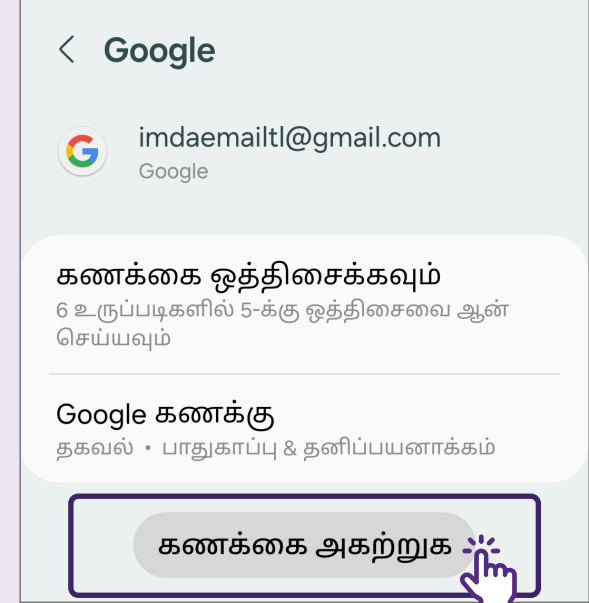 Google
imdaemailtl@gmail.com
Google
கணக்கை ஒத்திசைக்கவும்
6 உருப்படிகளில் 5-க்கு ஒத்திசைவை ஆன்
செய்யவும்
Google கணக்கு
தகவல் • பாதுகாப்பு & தனிப்பயனாக்கம்
கணக்கை அகற்றுக